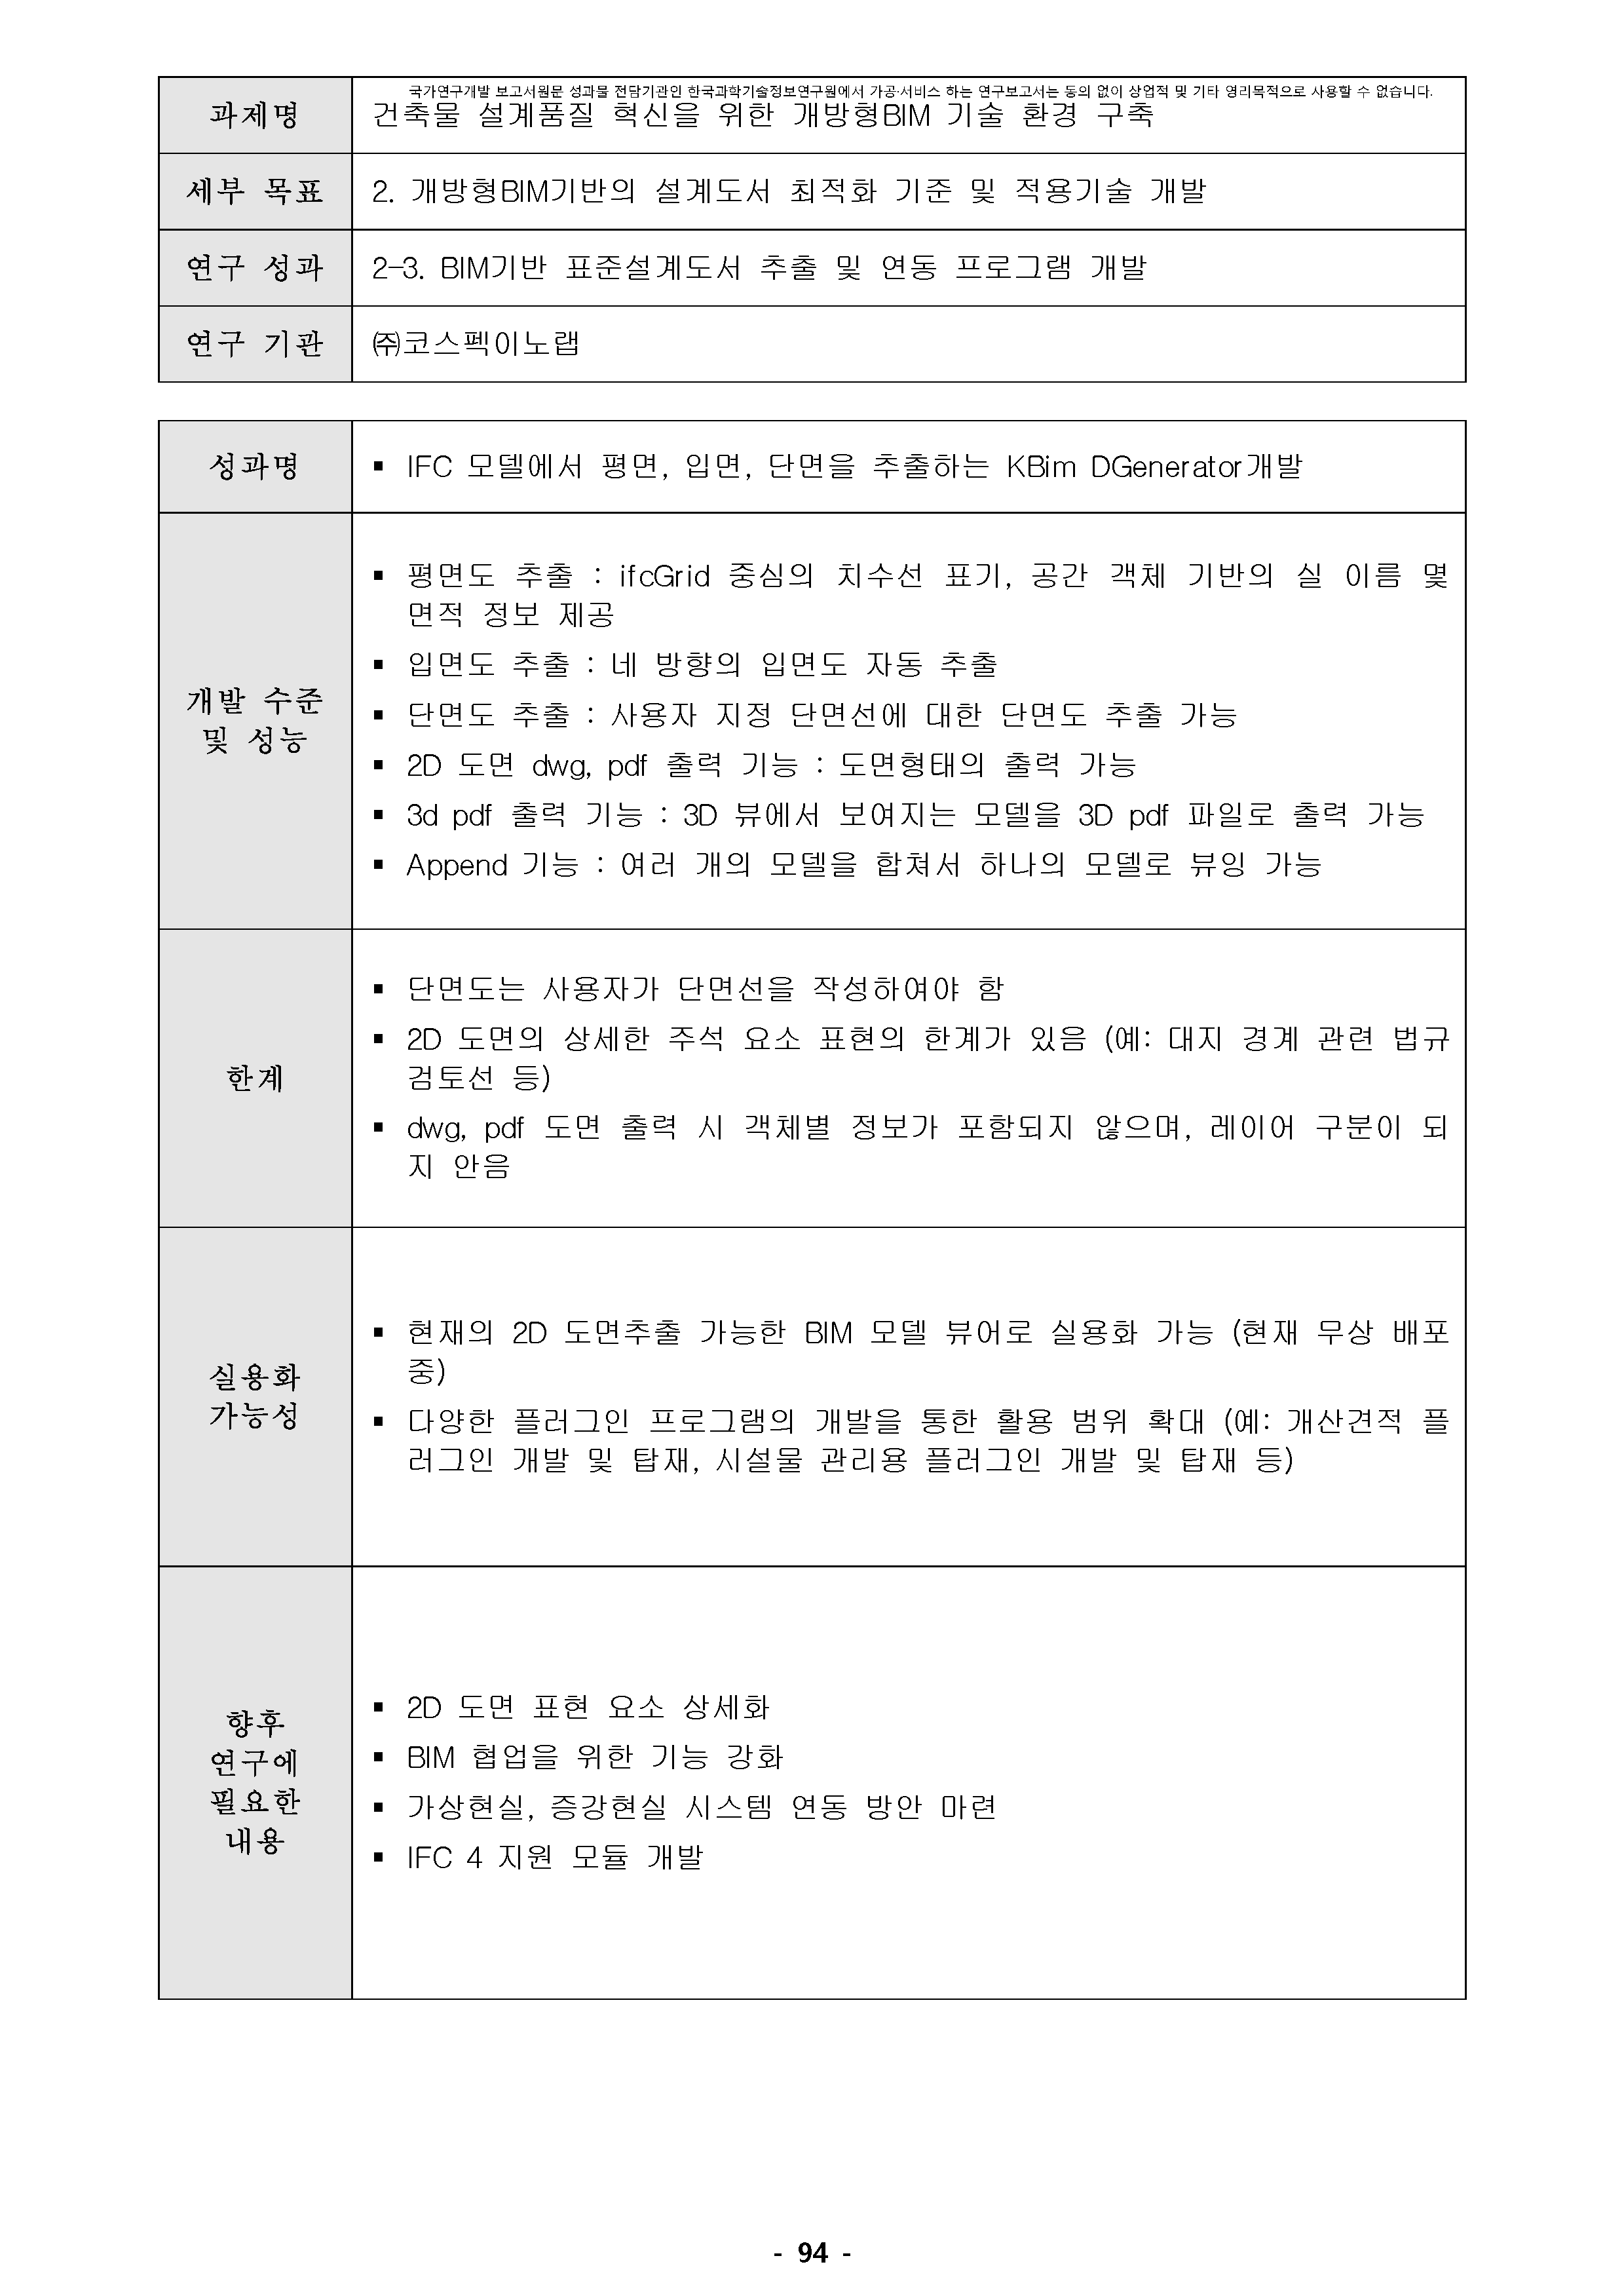 국가연구개발 보고서원문 성과물 전담기관인 한국과학기술정보연구원에서 가공·서비스 하는 연구보고서는 동의 없이 상업적 및 기타 영리목적으로 사용할 수 없습니다.
과제명 건축물 설계품질 혁신을 위한 개방형BIM 기술 환경 구축
세부 목표 2. 개방형BIM기반의 설계도서 최적화 기준 및 적용기술 개발
연구 성과 2-3. BIM기반 표준설계도서 추출 및 연동 프로그램 개발
연구 기관 ㈜코스펙이노랩
성과명 ▪ IFC 모델에서 평면, 입면, 단면을 추출하는 KBim DGenerator개발
개발 수준
및 성능
▪ 평면도 추출 : ifcGrid 중심의 치수선 표기, 공간 객체 기반의 실 이름 몇
면적 정보 제공
▪ 입면도 추출 : 네 방향의 입면도 자동 추출
▪ 단면도 추출 : 사용자 지정 단면선에 대한 단면도 추출 가능
▪ 2D 도면 dwg, pdf 출력 기능 : 도면형태의 출력 가능
▪ 3d pdf 출력 기능 : 3D 뷰에서 보여지는 모델을 3D pdf 파일로 출력 가능
▪ Append 기능 : 여러 개의 모델을 합쳐서 하나의 모델로 뷰잉 가능
한계
▪ 단면도는 사용자가 단면선을 작성하여야 함
▪ 2D 도면의 상세한 주석 요소 표현의 한계가 있음 (예: 대지 경계 관련 법규
검토선 등)
▪ dwg, pdf 도면 출력 시 객체별 정보가 포함되지 않으며, 레이어 구분이 되
지 안음
실용화
가능성
▪ 현재의 2D 도면추출 가능한 BIM 모델 뷰어로 실용화 가능 (현재 무상 배포
중)
▪ 다양한 플러그인 프로그램의 개발을 통한 활용 범위 확대 (예: 개산견적 플
러그인 개발 및 탑재, 시설물 관리용 플러그인 개발 및 탑재 등)
향후
연구에
필요한
내용
▪ 2D 도면 표현 요소 상세화
▪ BIM 협업을 위한 기능 강화
▪ 가상현실, 증강현실 시스템 연동 방안 마련
▪ IFC 4 지원 모듈 개발
- 94 -